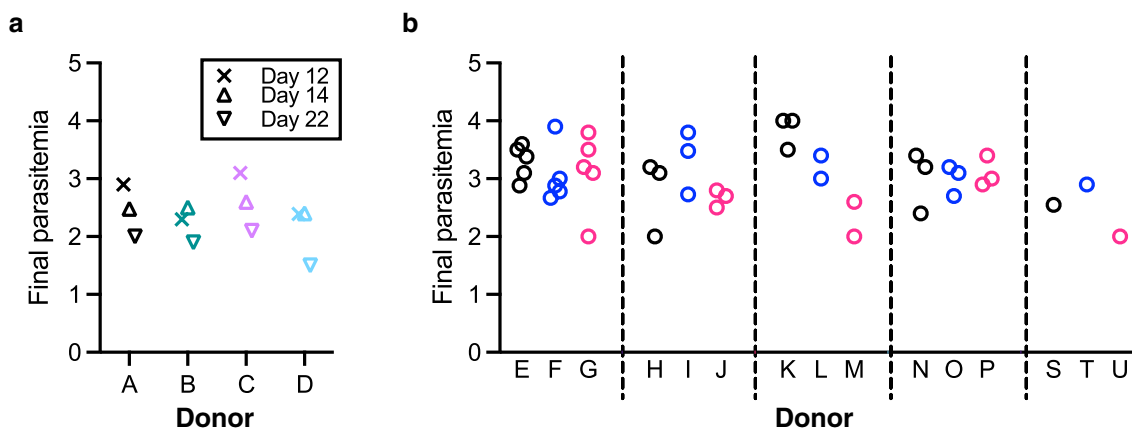 a
Final parasitemia
5
4
3
2
1
0
Day 12
Day 14
Day 22
A B C D
Donor
b
Final parasitemia
5
4
3
2
1
0
E F G H I J K L M N O P S T U
Donor